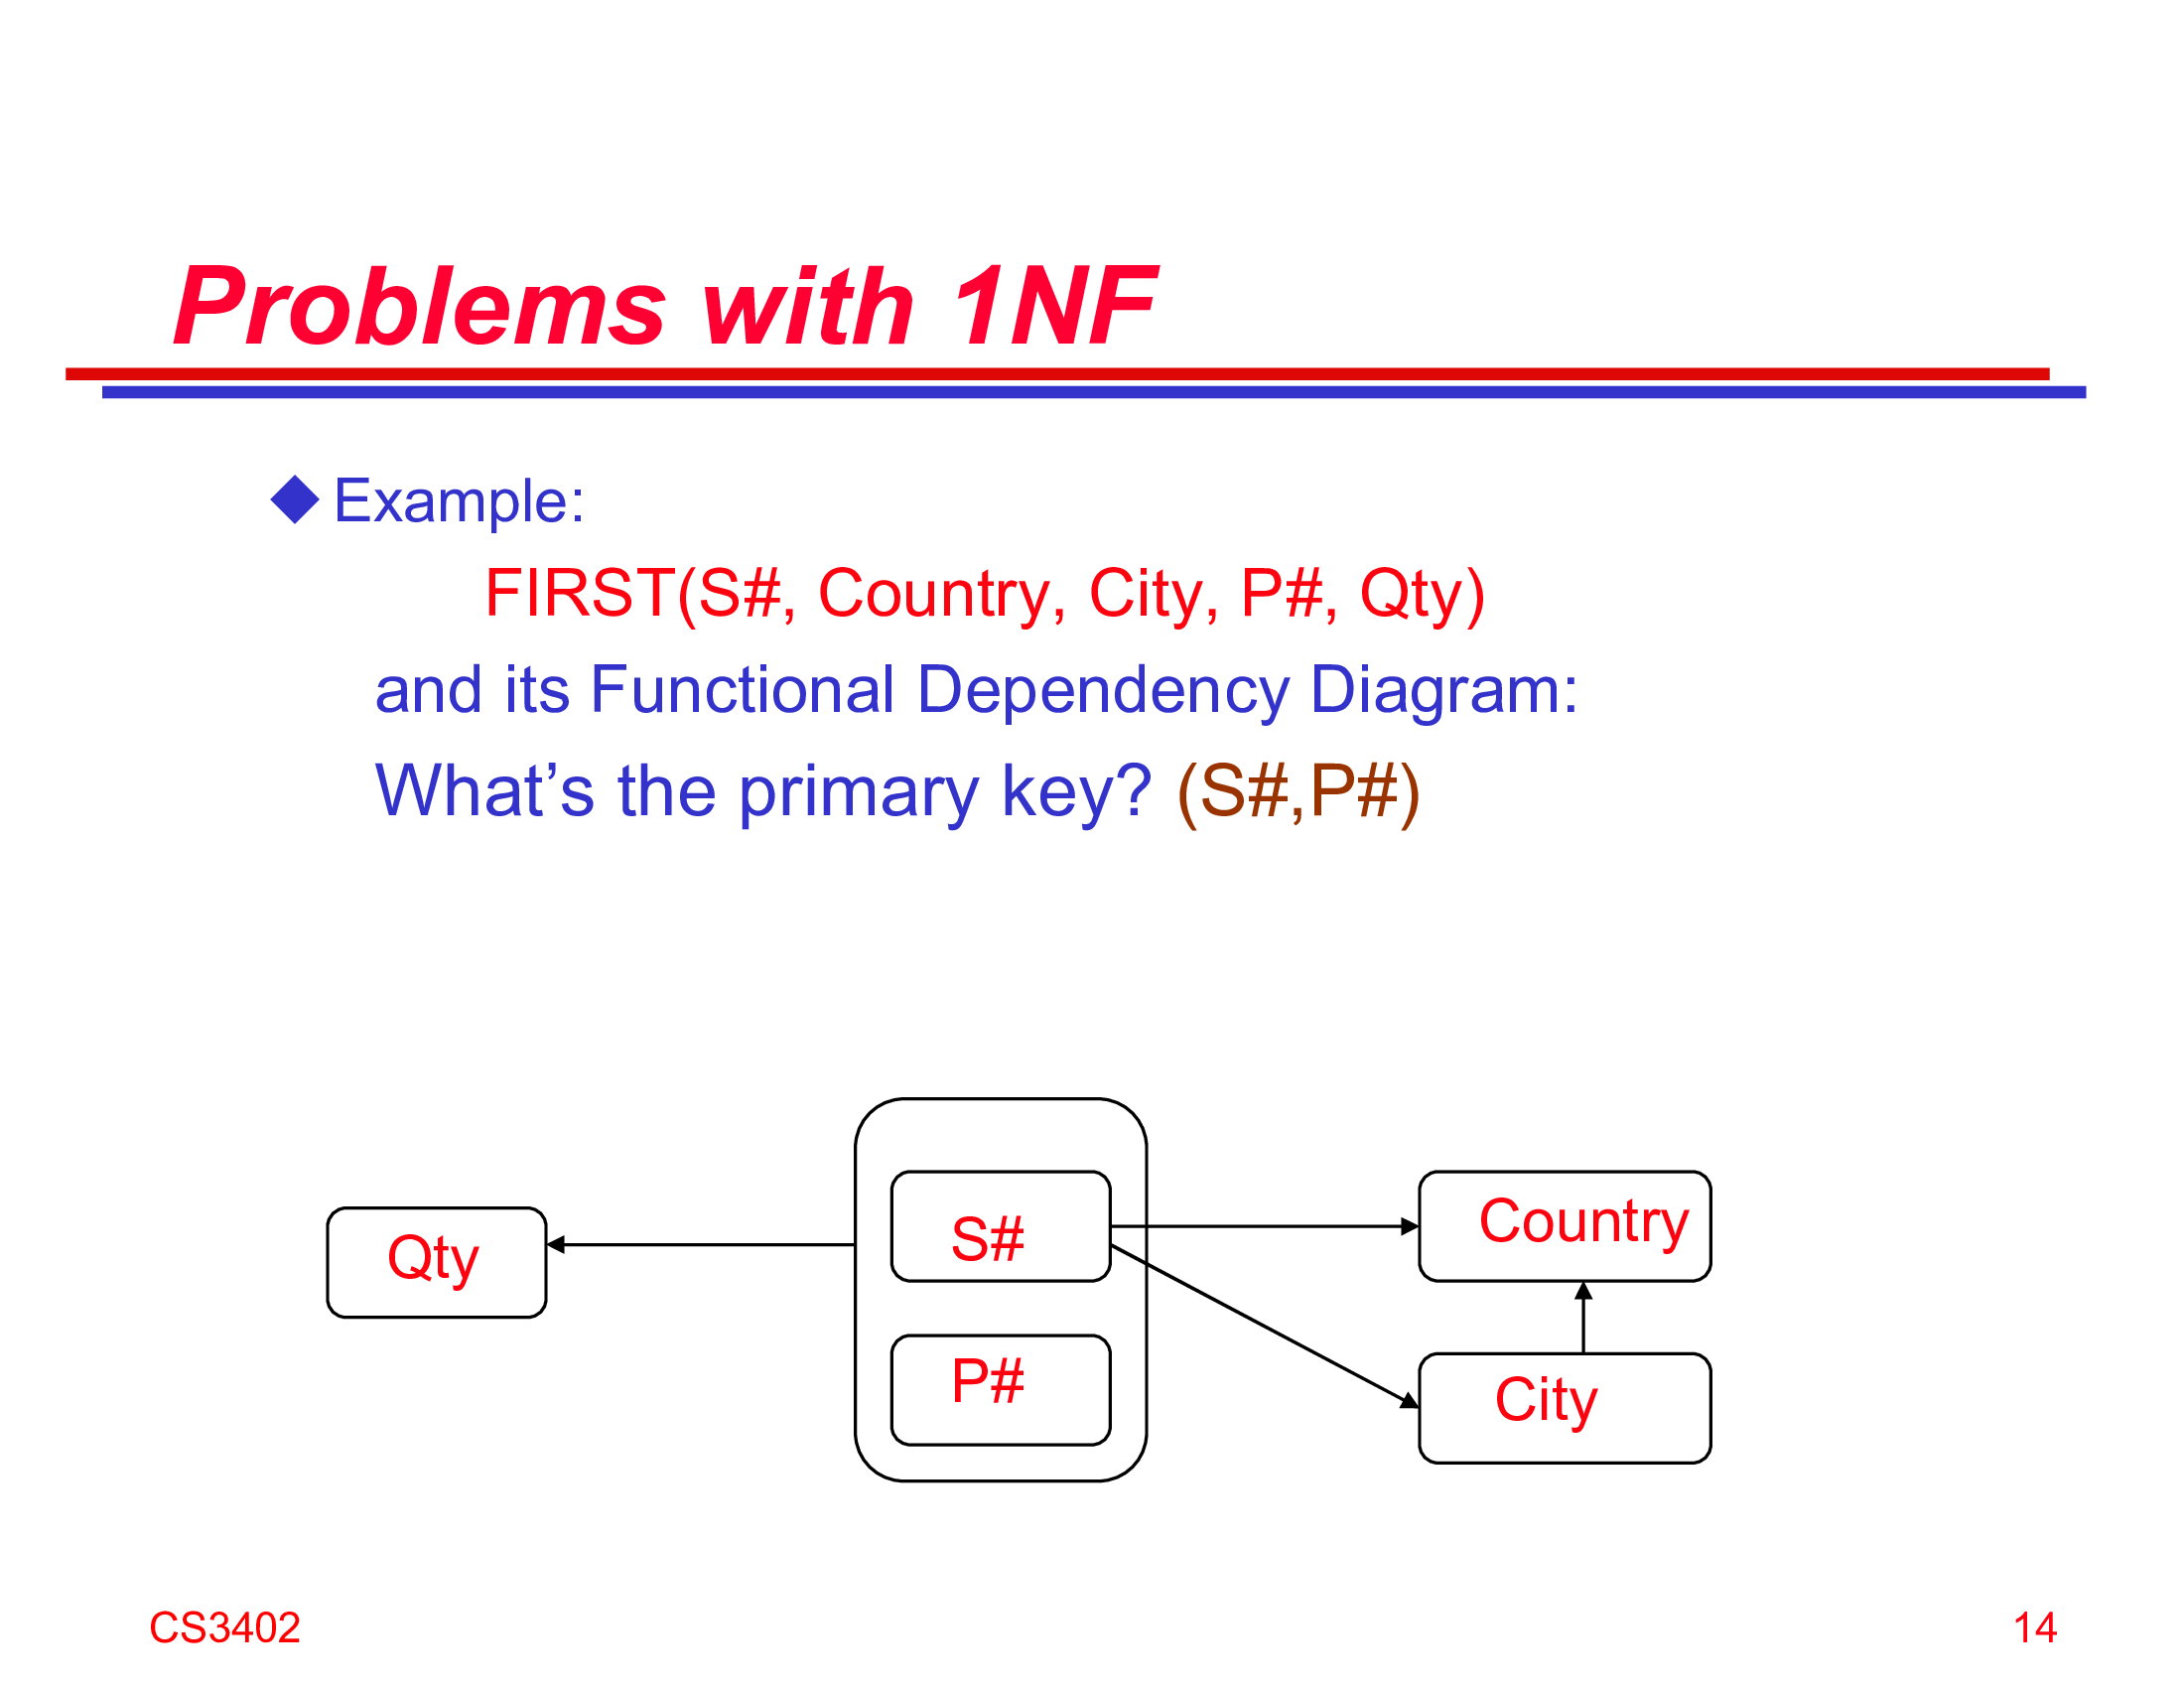 Problems with 1NF
Example:
FIRST(S#, Country, City, P#, Qty)
and its Functional Dependency Diagram:
What’s the primary key? (S#,P#)
Qty
S#
P#
Country
City
CS3402
14